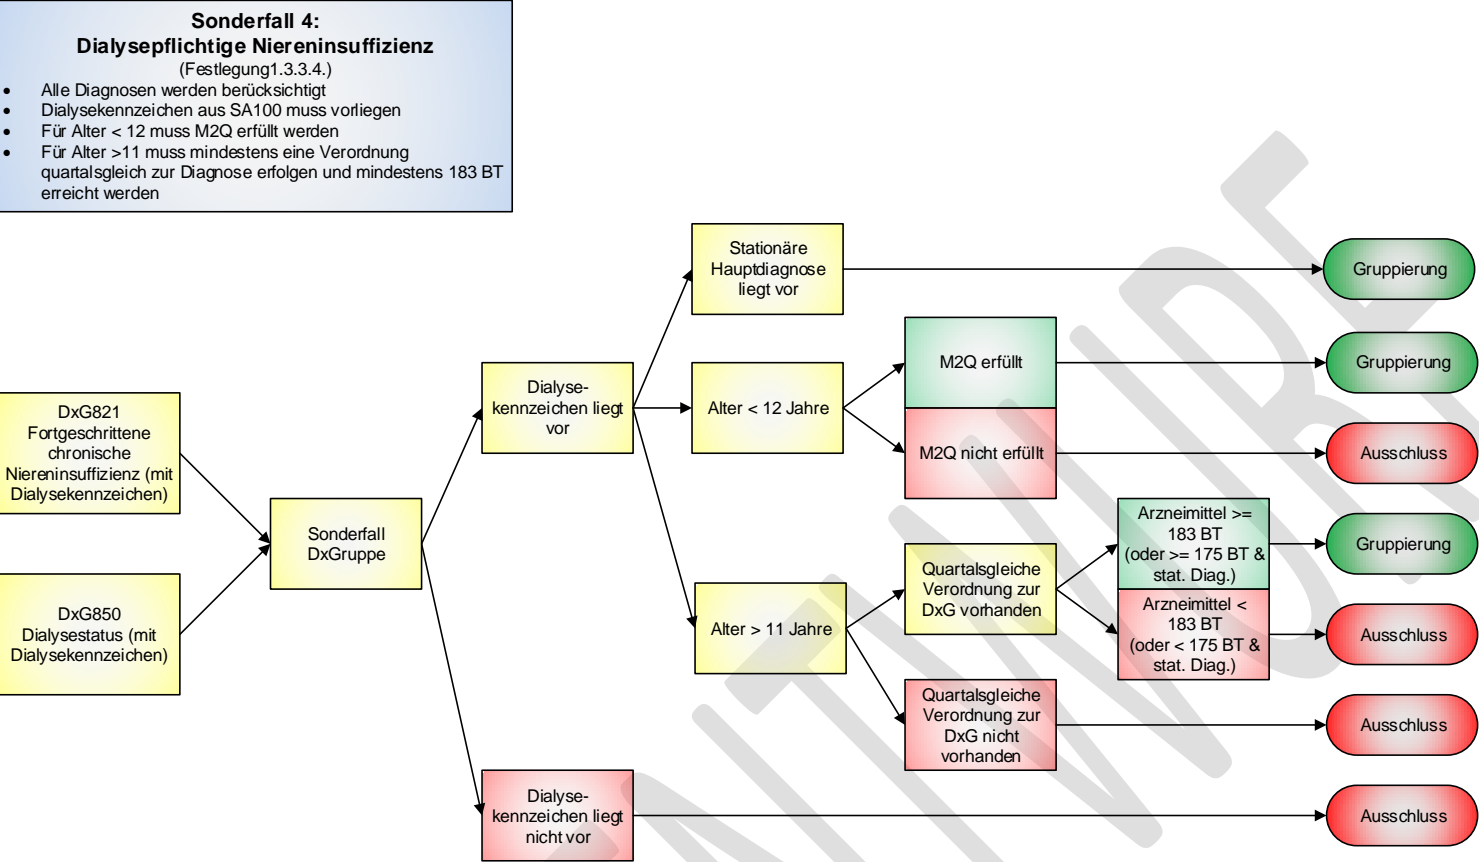 Sonderfall 4:
Dialysepflichtige Niereninsuffizienz
(Festlegung1.3.3.4.)
• Alle Diagnosen werden berücksichtigt
• Dialysekennzeichen aus SA100 muss vorliegen
• Für Alter < 12 muss M2Q erfüllt werden
• Für Alter >11 muss mindestens eine Verordnung
quartalsgleich zur Diagnose erfolgen und mindestens 183 BT
erreicht werden
DxG821
Fortgeschrittene
chronische
Niereninsuffizienz (mit
Dialysekennzeichen)
DxG850
Dialysestatus (mit
Dialysekennzeichen)
Sonderfall
DxGruppe
Dialyse-
kennzeichen liegt
vor
Dialyse-
kennzeichen liegt
nicht vor
Stationäre
Hauptdiagnose
liegt vor
Alter < 12 Jahre
Alter > 11 Jahre
M2Q erfüllt
M2Q nicht erfüllt
Quartalsgleiche
Verordnung zur
DxG vorhanden
Quartalsgleiche
Verordnung zur
DxG nicht
vorhanden
Arzneimittel >=
183 BT
(oder >= 175 BT &
stat. Diag.)
Arzneimittel <
183 BT
(oder < 175 BT &
stat. Diag.)
Gruppierung
Gruppierung
Ausschluss
Gruppierung
Ausschluss
Ausschluss
Ausschluss